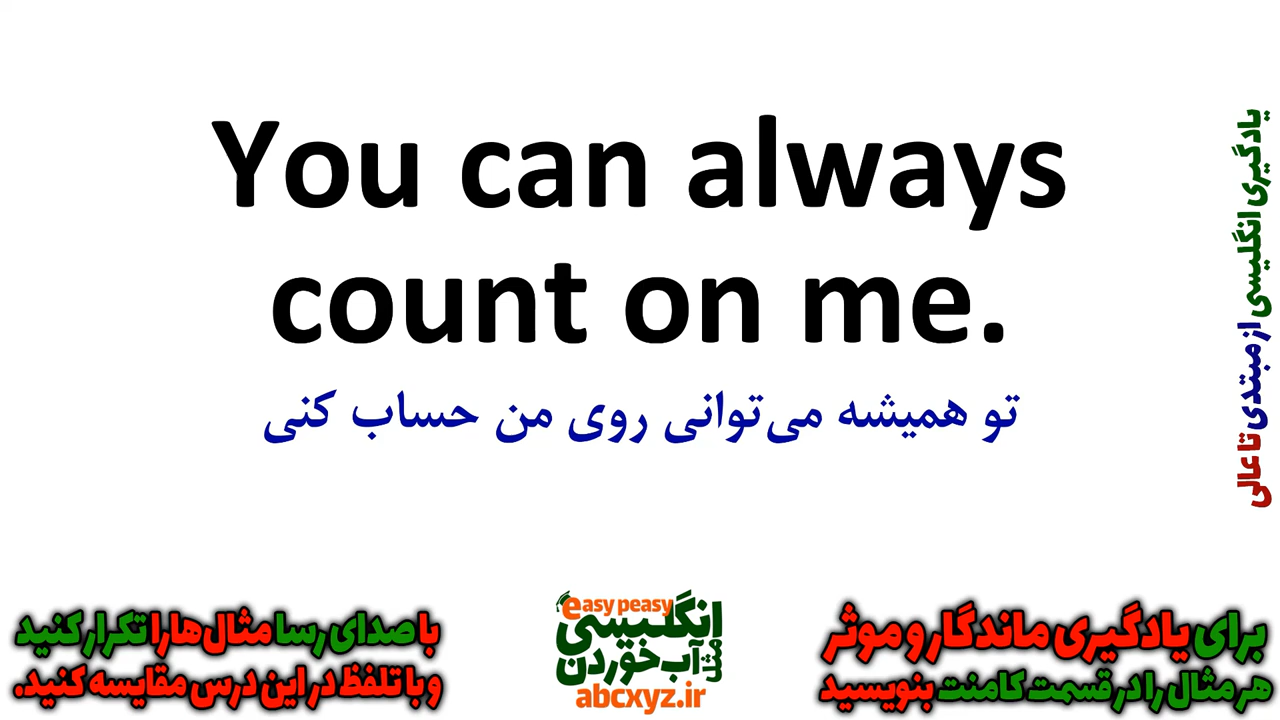 You can always
count on me.
تو همیشه می‌توانی روی من حساب کنی
یادگیری انگلیسی از مبتدی تا عالی
برای یادگیری ماندگار و موثر
هر مثال را در قسمت کامنت بنویسید
easy peasy
انگلیسی
مثل آب خوردن
abcxyz.ir
با صدای رسا مثال‌ها را تکرار کنید
و با تلفظ در این درس مقایسه کنید.